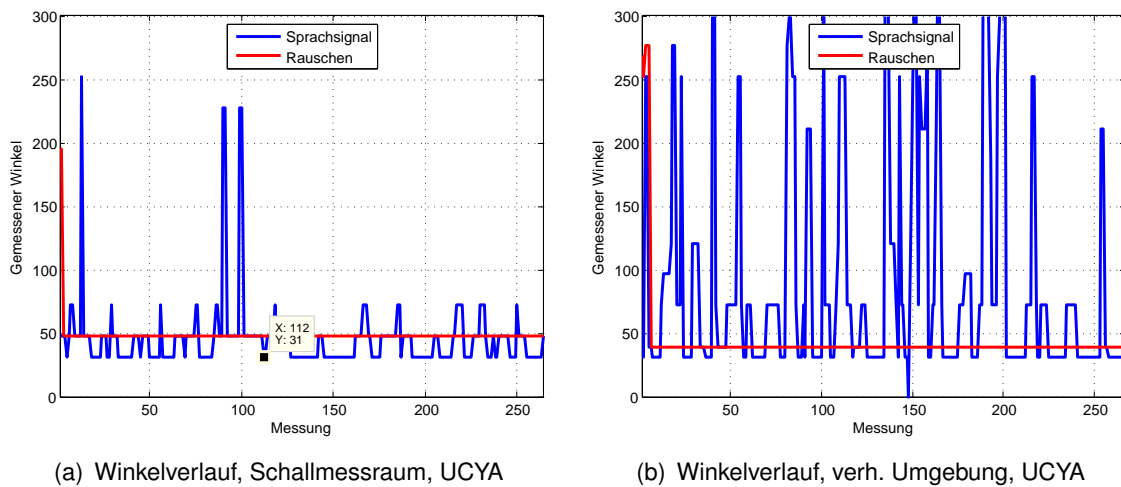 300
250
200
150
100
50
0
Gemessener Winkel
50
100
150
200
250
Messung
Sprachsignal
Rauschen
X: 112
Y: 31
(a) Winkelverlauf, Schallmessraum, UCYA
300
250
200
150
100
50
0
Gemessener Winkel
50
100
150
200
250
Messung
Sprachsignal
Rauschen
(b) Winkelverlauf, verh. Umgebung, UCYA